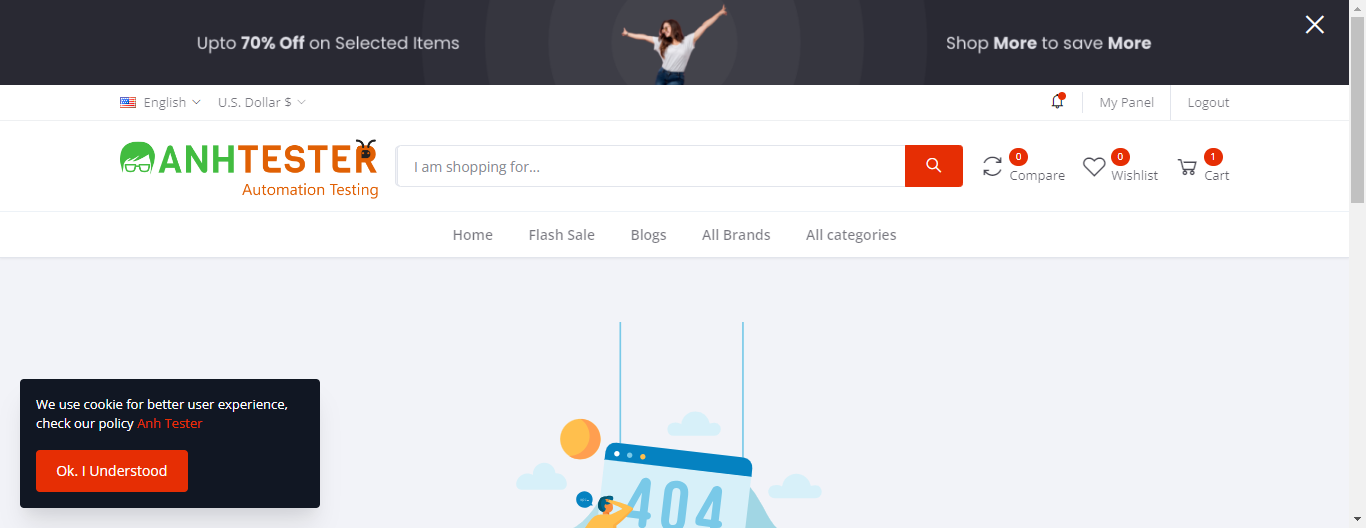 Upto 70% Off on Selected Items
Shop More to save More
English
U.S. Dollar $
My Panel
Logout
ANHTESTER
Automation Testing
I am shopping for...
0
Compare
0
Wishlist
1
Cart
Home
Flash Sale
Blogs
All Brands
All categories
404
We use cookie for better user experience,
check our policy Anh Tester
Ok. I Understood